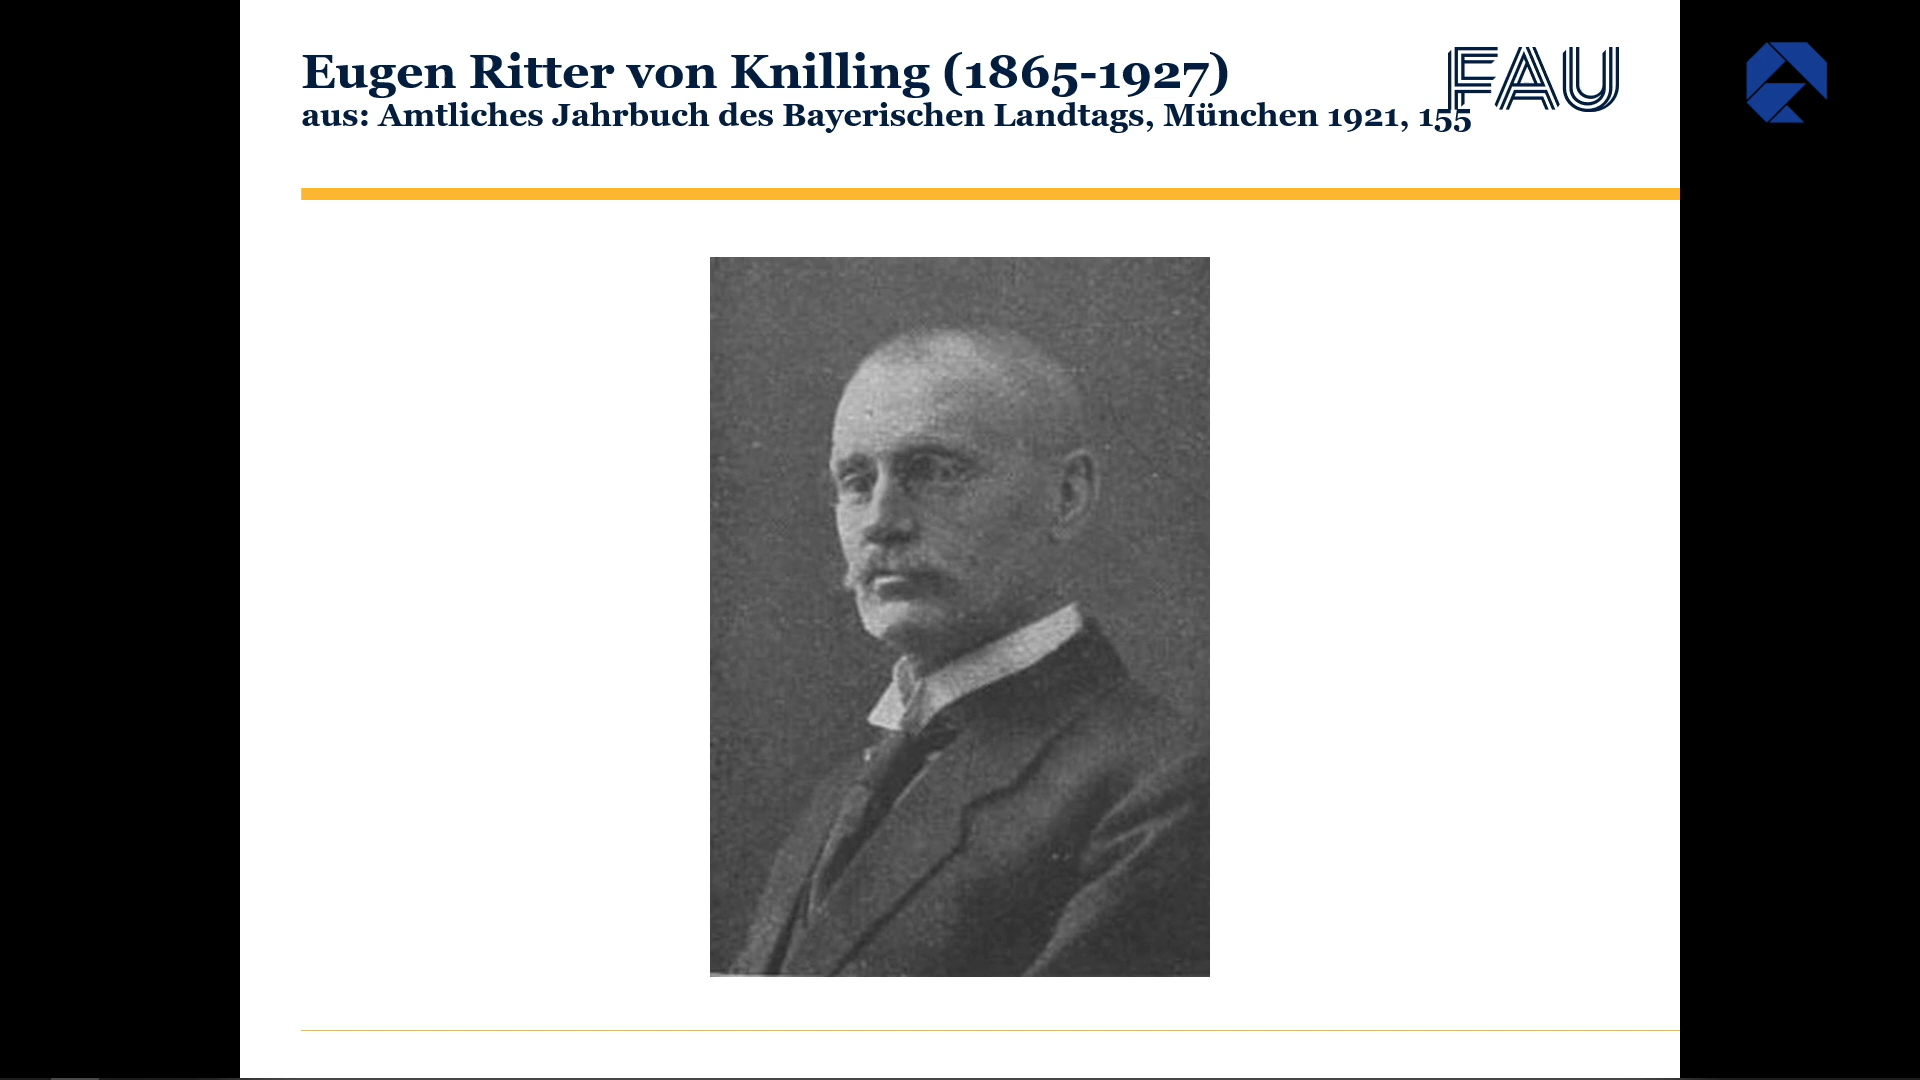 Eugen Ritter von Knilling (1865-1927)
aus: Amtliches Jahrbuch des Bayerischen Landtags, München 1921, 155
FAU